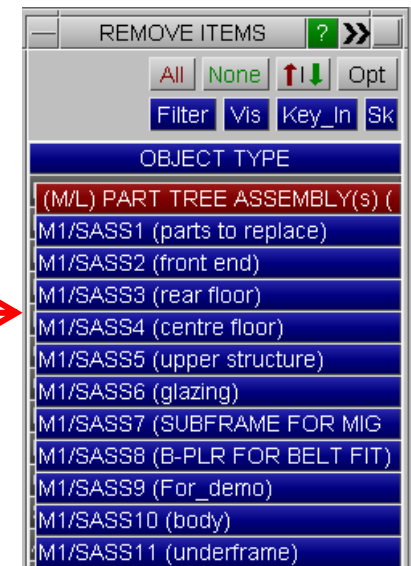 REMOVE ITEMS ?
All None Opt
Filter Vis Key_In Sk
OBJECT TYPE
(M/L) PART TREE ASSEMBLY(s) (
M1/SASS1 (parts to replace)
M1/SASS2 (front end)
M1/SASS3 (rear floor)
M1/SASS4 (centre floor)
M1/SASS5 (upper structure)
M1/SASS6 (glazing)
M1/SASS7 (SUBFRAME FOR MIG
M1/SASS8 (B-PLR FOR BELT FIT)
M1/SASS9 (For_demo)
M1/SASS10 (body)
M1/SASS11 (underframe)